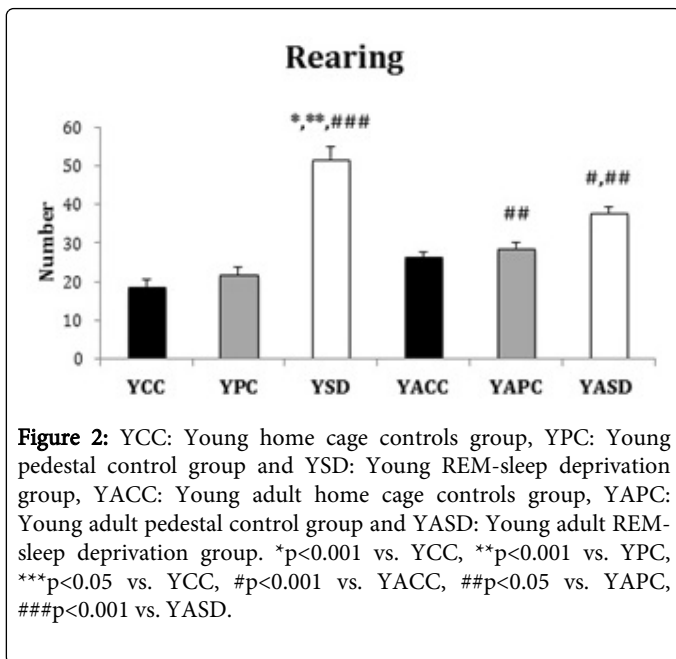 Rearing
*,**,###
#,##
##
60
50
40
30
20
10
0
Number
YCC YPC YSD YACC YAPC YASD
Figure 2: YCC: Young home cage controls group, YPC: Young
pedestal control group and YSD: Young REM-sleep deprivation
group, YACC: Young adult home cage controls group, YAPC:
Young adult pedestal control group and YASD: Young adult REM-
sleep deprivation group. *p<0.001 vs. YCC, **p<0.001 vs. YPC,
***p<0.05 vs. YCC, #p<0.001 vs. YACC, ##p<0.05 vs. YAPC,
###p<0.001 vs. YASD.